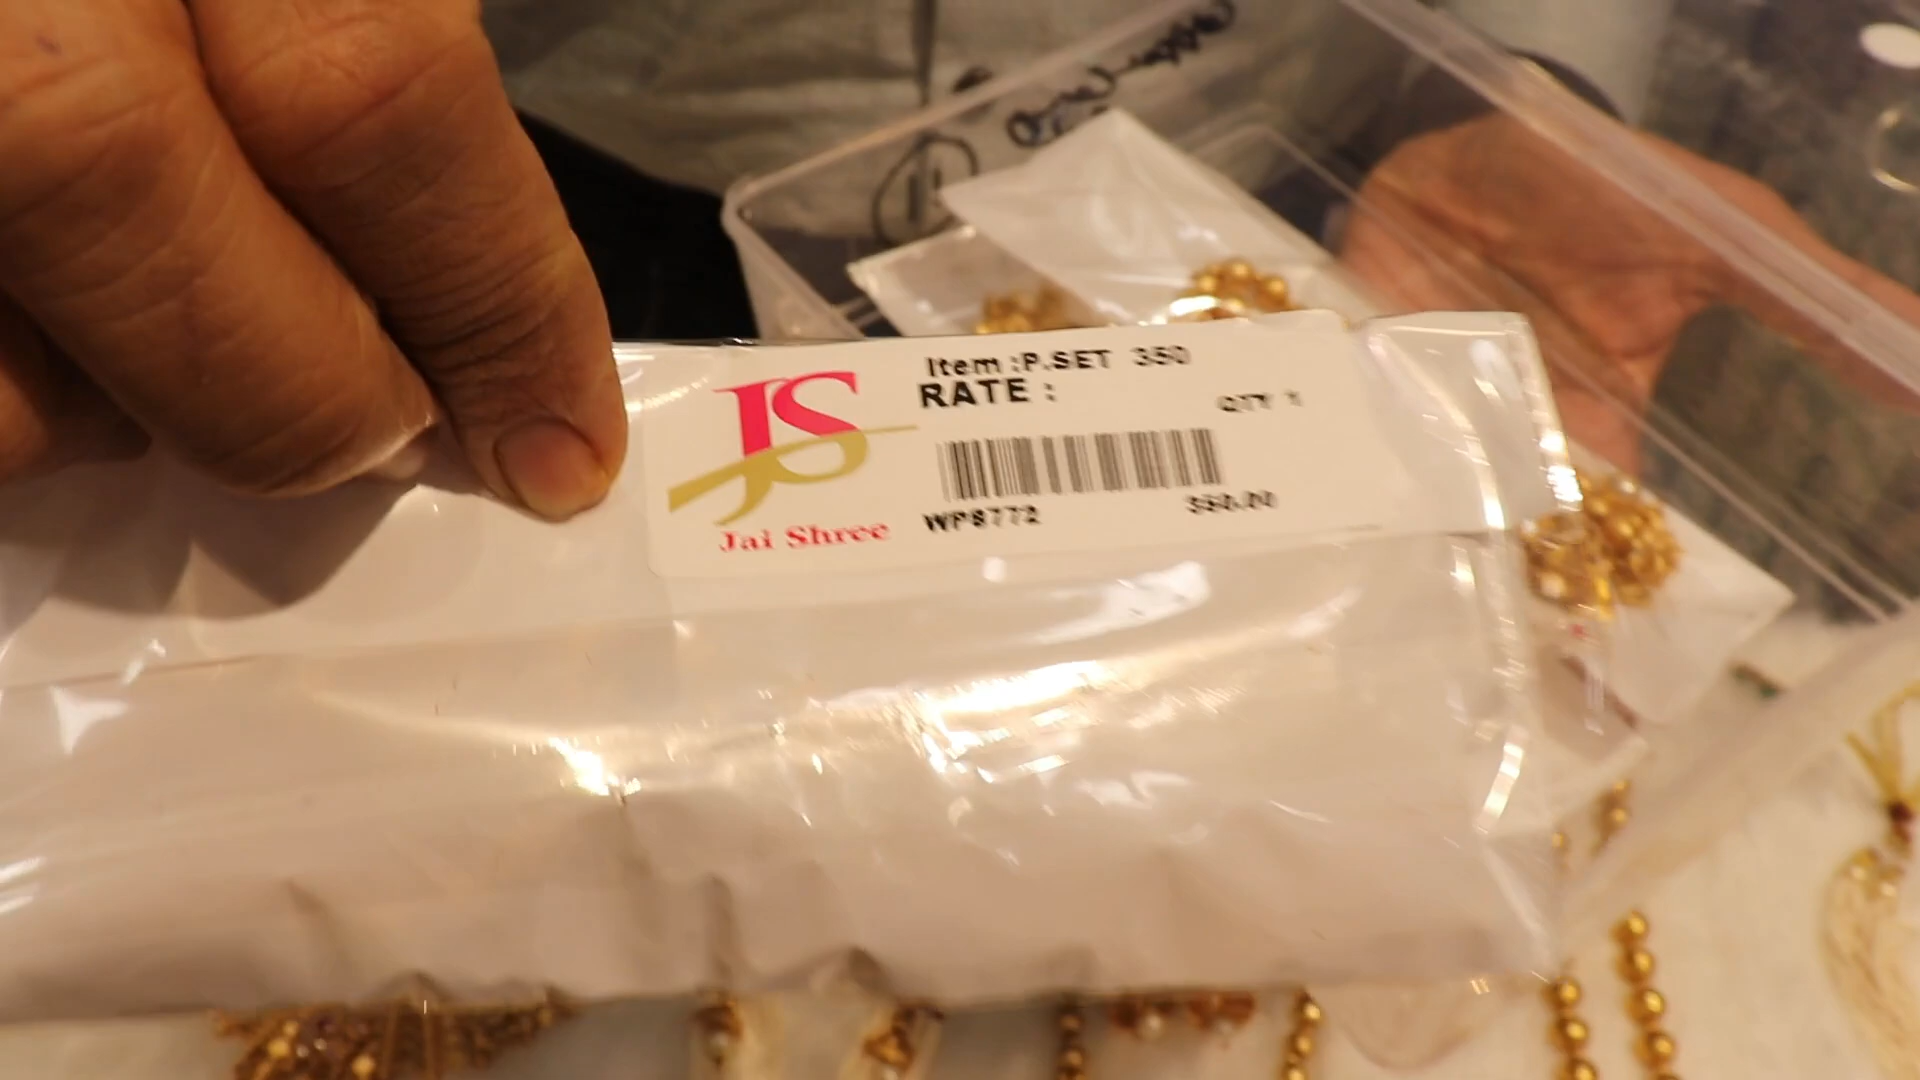 JS
Jai Shree
Item :P.SET 350
RATE :
QTY 1
WP8772
350.00